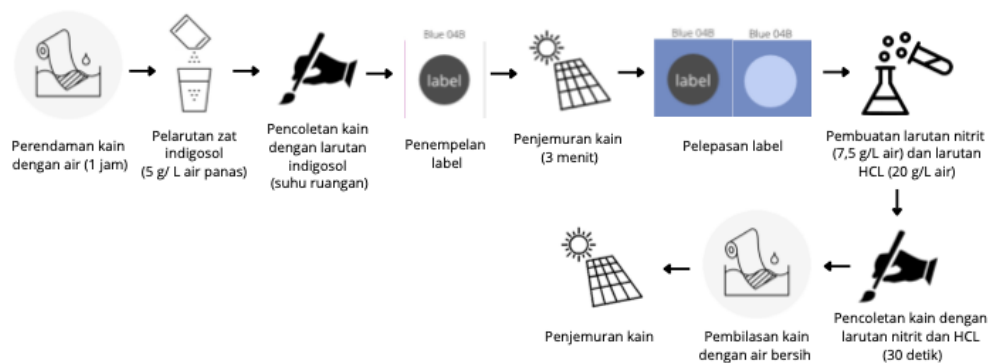 Perendaman kain
dengan air (1 jam)
Pelarutan zat
indigosol
(5 g/ L air panas)
Pencoletan kain
dengan larutan
indigosol
(suhu ruangan)
Blue 04B
label
Penempelan
label
Penjemuran kain
(3 menit)
Blue 04B
Blue 04B
label
Pelepasan label
Pembuatan larutan nitrit
(7,5 g/L air) dan larutan
HCL (20 g/L air)
Pencoletan kain dengan
larutan nitrit dan HCL
(30 detik)
Pembilasan kain
dengan air bersih
Penjemuran kain